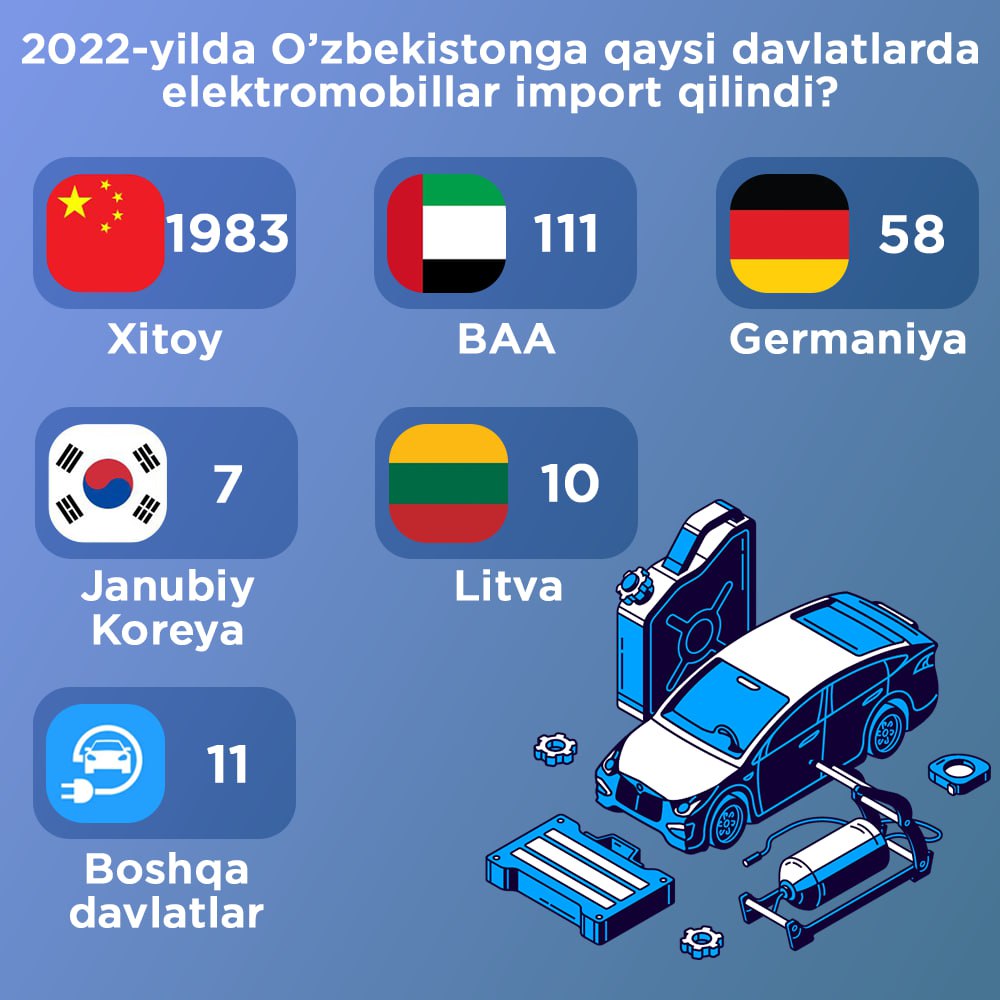 2022-yilda O’zbekistonga qaysi davlatlarda
elektromobillar import qilindi?
1983
Xitoy
111
BAA
58
Germaniya
7
Janubiy
Koreya
10
Litva
11
Boshqa
davlatlar